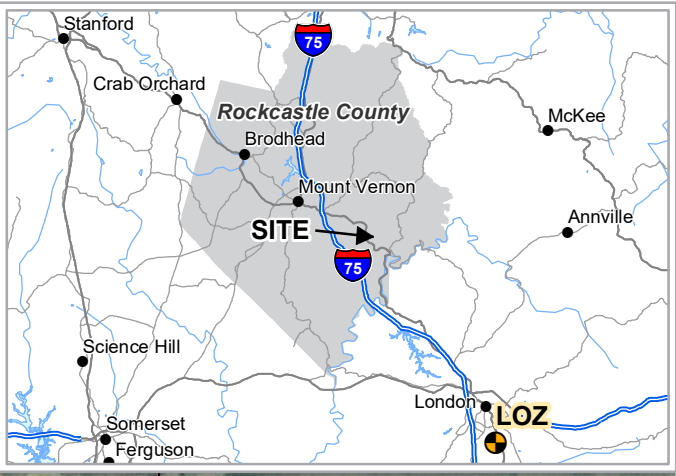 Stanford
75
Crab Orchard
Rockcastle County
McKee
Brodhead
Mount Vernon
Annville
SITE
75
Science Hill
London
LOZ
Somerset
Ferguson